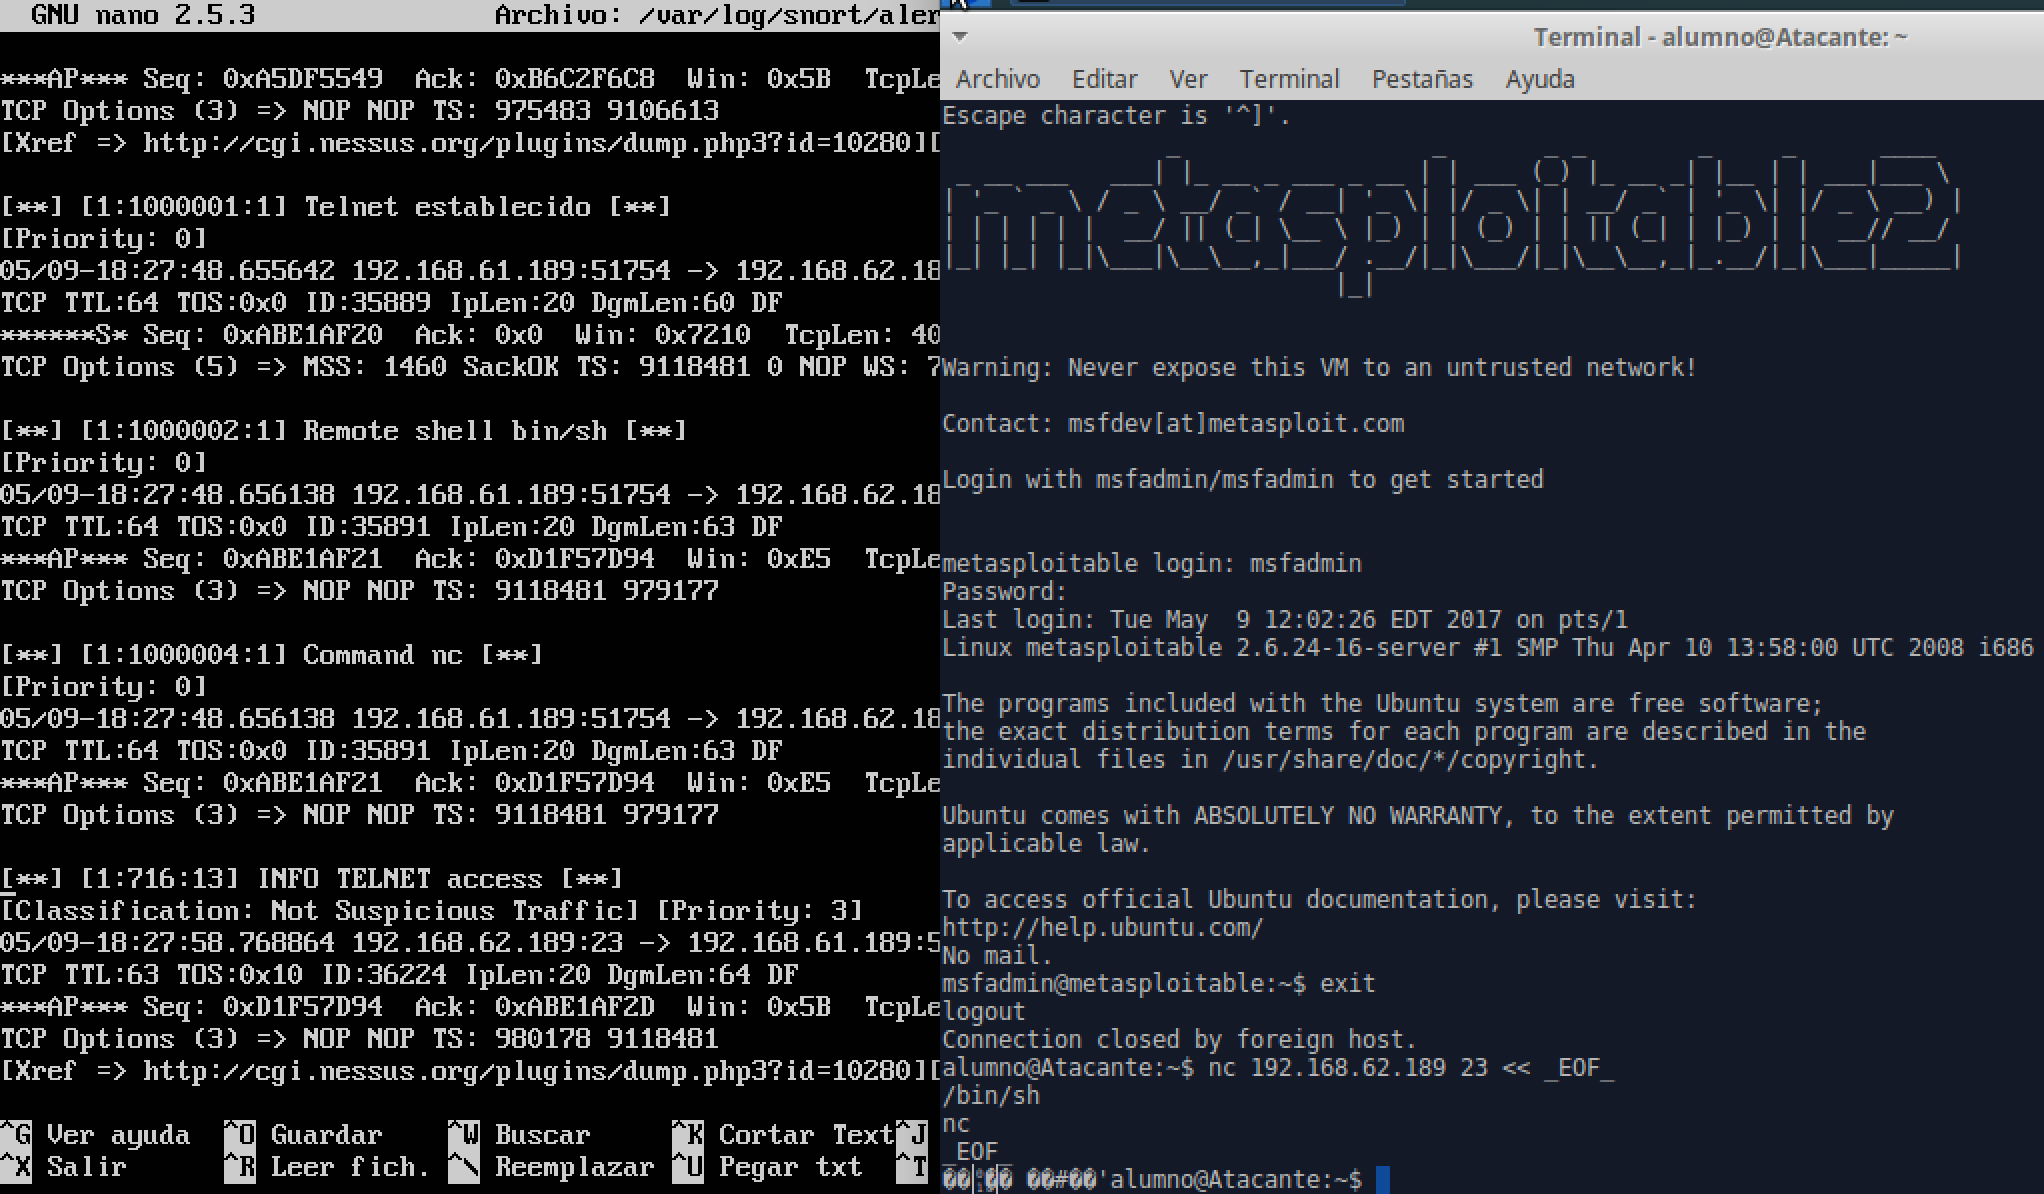 GNU nano 2.5.3 Archivo: /var/log/snort/aler
***AP*** Seq: 0xA5DF5549 Ack: 0xB6C2F6C8 Win: 0x5B TcpLe
TCP Options (3) => NOP NOP TS: 975483 9106613
[Xref => http://cgi.nessus.org/plugins/dump.php3?id=10280][
[**] [1:1000001:1] Telnet establecido [**]
[Priority: 0]
05/09-18:27:48.655642 192.168.61.189:51754 -> 192.168.62.18
TCP TTL:64 TOS:0x0 ID:35889 IpLen:20 DgmLen:60 DF
******S* Seq: 0xABE1AF20 Ack: 0x0 Win: 0x7210 TcpLen: 40
TCP Options (5) => MSS: 1460 SackOK TS: 9118481 0 NOP WS: 7
[**] [1:1000002:1] Remote shell bin/sh [**]
[Priority: 0]
05/09-18:27:48.656138 192.168.61.189:51754 -> 192.168.62.18
TCP TTL:64 TOS:0x0 ID:35891 IpLen:20 DgmLen:63 DF
***AP*** Seq: 0xABE1AF21 Ack: 0xD1F57D94 Win: 0xE5 TcpLe
TCP Options (3) => NOP NOP TS: 9118481 979177
[**] [1:1000004:1] Command nc [**]
[Priority: 0]
05/09-18:27:48.656138 192.168.61.189:51754 -> 192.168.62.18
TCP TTL:64 TOS:0x0 ID:35891 IpLen:20 DgmLen:63 DF
***AP*** Seq: 0xABE1AF21 Ack: 0xD1F57D94 Win: 0xE5 TcpLe
TCP Options (3) => NOP NOP TS: 9118481 979177
[**] [1:716:13] INFO TELNET access [**]
[Classification: Not Suspicious Traffic] [Priority: 3]
05/09-18:27:58.768864 192.168.62.189:23 -> 192.168.61.189:5
TCP TTL:63 TOS:0x10 ID:36224 IpLen:20 DgmLen:64 DF
***AP*** Seq: 0xD1F57D94 Ack: 0xABE1AF2D Win: 0x5B TcpLe
TCP Options (3) => NOP NOP TS: 980178 9118481
[Xref => http://cgi.nessus.org/plugins/dump.php3?id=10280][
^G Ver ayuda ^O Guardar ^W Buscar ^K Cortar Text ^J
^X Salir ^R Leer fich. ^\ Reemplazar ^U Pegar txt ^T
Terminal - alumno@Atacante: ~
Archivo Editar Ver Terminal Pestañas Ayuda
Escape character is '^]'.
metasploitable2
Warning: Never expose this VM to an untrusted network!
Contact: msfdev[at]metasploit.com
Login with msfadmin/msfadmin to get started
metasploitable login: msfadmin
Password:
Last login: Tue May  9 12:02:26 EDT 2017 on pts/1
Linux metasploitable 2.6.24-16-server #1 SMP Thu Apr 10 13:58:00 UTC 2008 i686
The programs included with the Ubuntu system are free software;
the exact distribution terms for each program are described in the
individual files in /usr/share/doc/*/copyright.
Ubuntu comes with ABSOLUTELY NO WARRANTY, to the extent permitted by
applicable law.
To access official Ubuntu documentation, please visit:
http://help.ubuntu.com/
No mail.
msfadmin@metasploitable:~$ exit
logout
Connection closed by foreign host.
alumno@Atacante:~$ nc 192.168.62.189 23 << _EOF_
/bin/sh
nc
_EOF_
'alumno@Atacante:~$